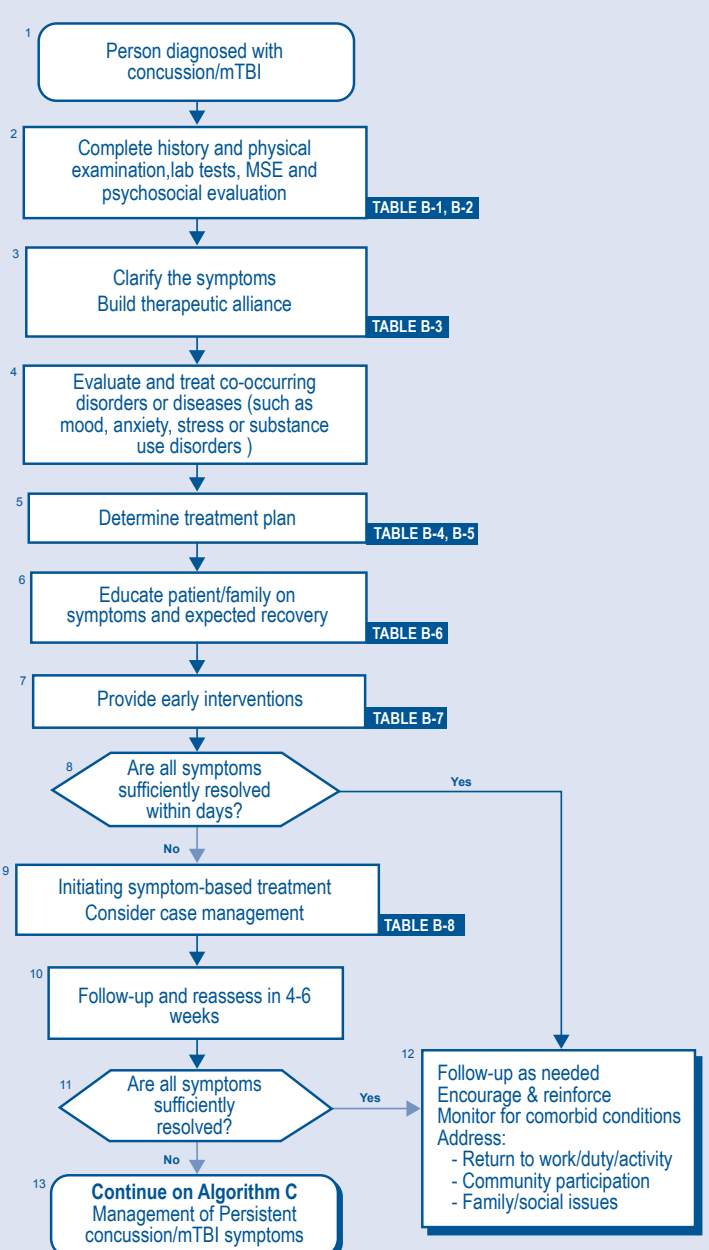 1
Person diagnosed with
concussion/mTBI
2
Complete history and physical
examination,lab tests, MSE and
psychosocial evaluation
TABLE B-1, B-2
3
Clarify the symptoms
Build therapeutic alliance
TABLE B-3
4
Evaluate and treat co-occurring
disorders or diseases (such as
mood, anxiety, stress or substance
use disorders )
5
Determine treatment plan
TABLE B-4, B-5
6
Educate patient/family on
symptoms and expected recovery
TABLE B-6
7
Provide early interventions
TABLE B-7
8
Are all symptoms
sufficiently resolved
within days?
Yes
No
9
Initiating symptom-based treatment
Consider case management
TABLE B-8
10
Follow-up and reassess in 4-6
weeks
11
Are all symptoms
sufficiently
resolved?
Yes
No
12
Follow-up as needed
Encourage & reinforce
Monitor for comorbid conditions
Address:
- Return to work/duty/activity
- Community participation
- Family/social issues
13
Continue on Algorithm C
Management of Persistent
concussion/mTBI symptoms